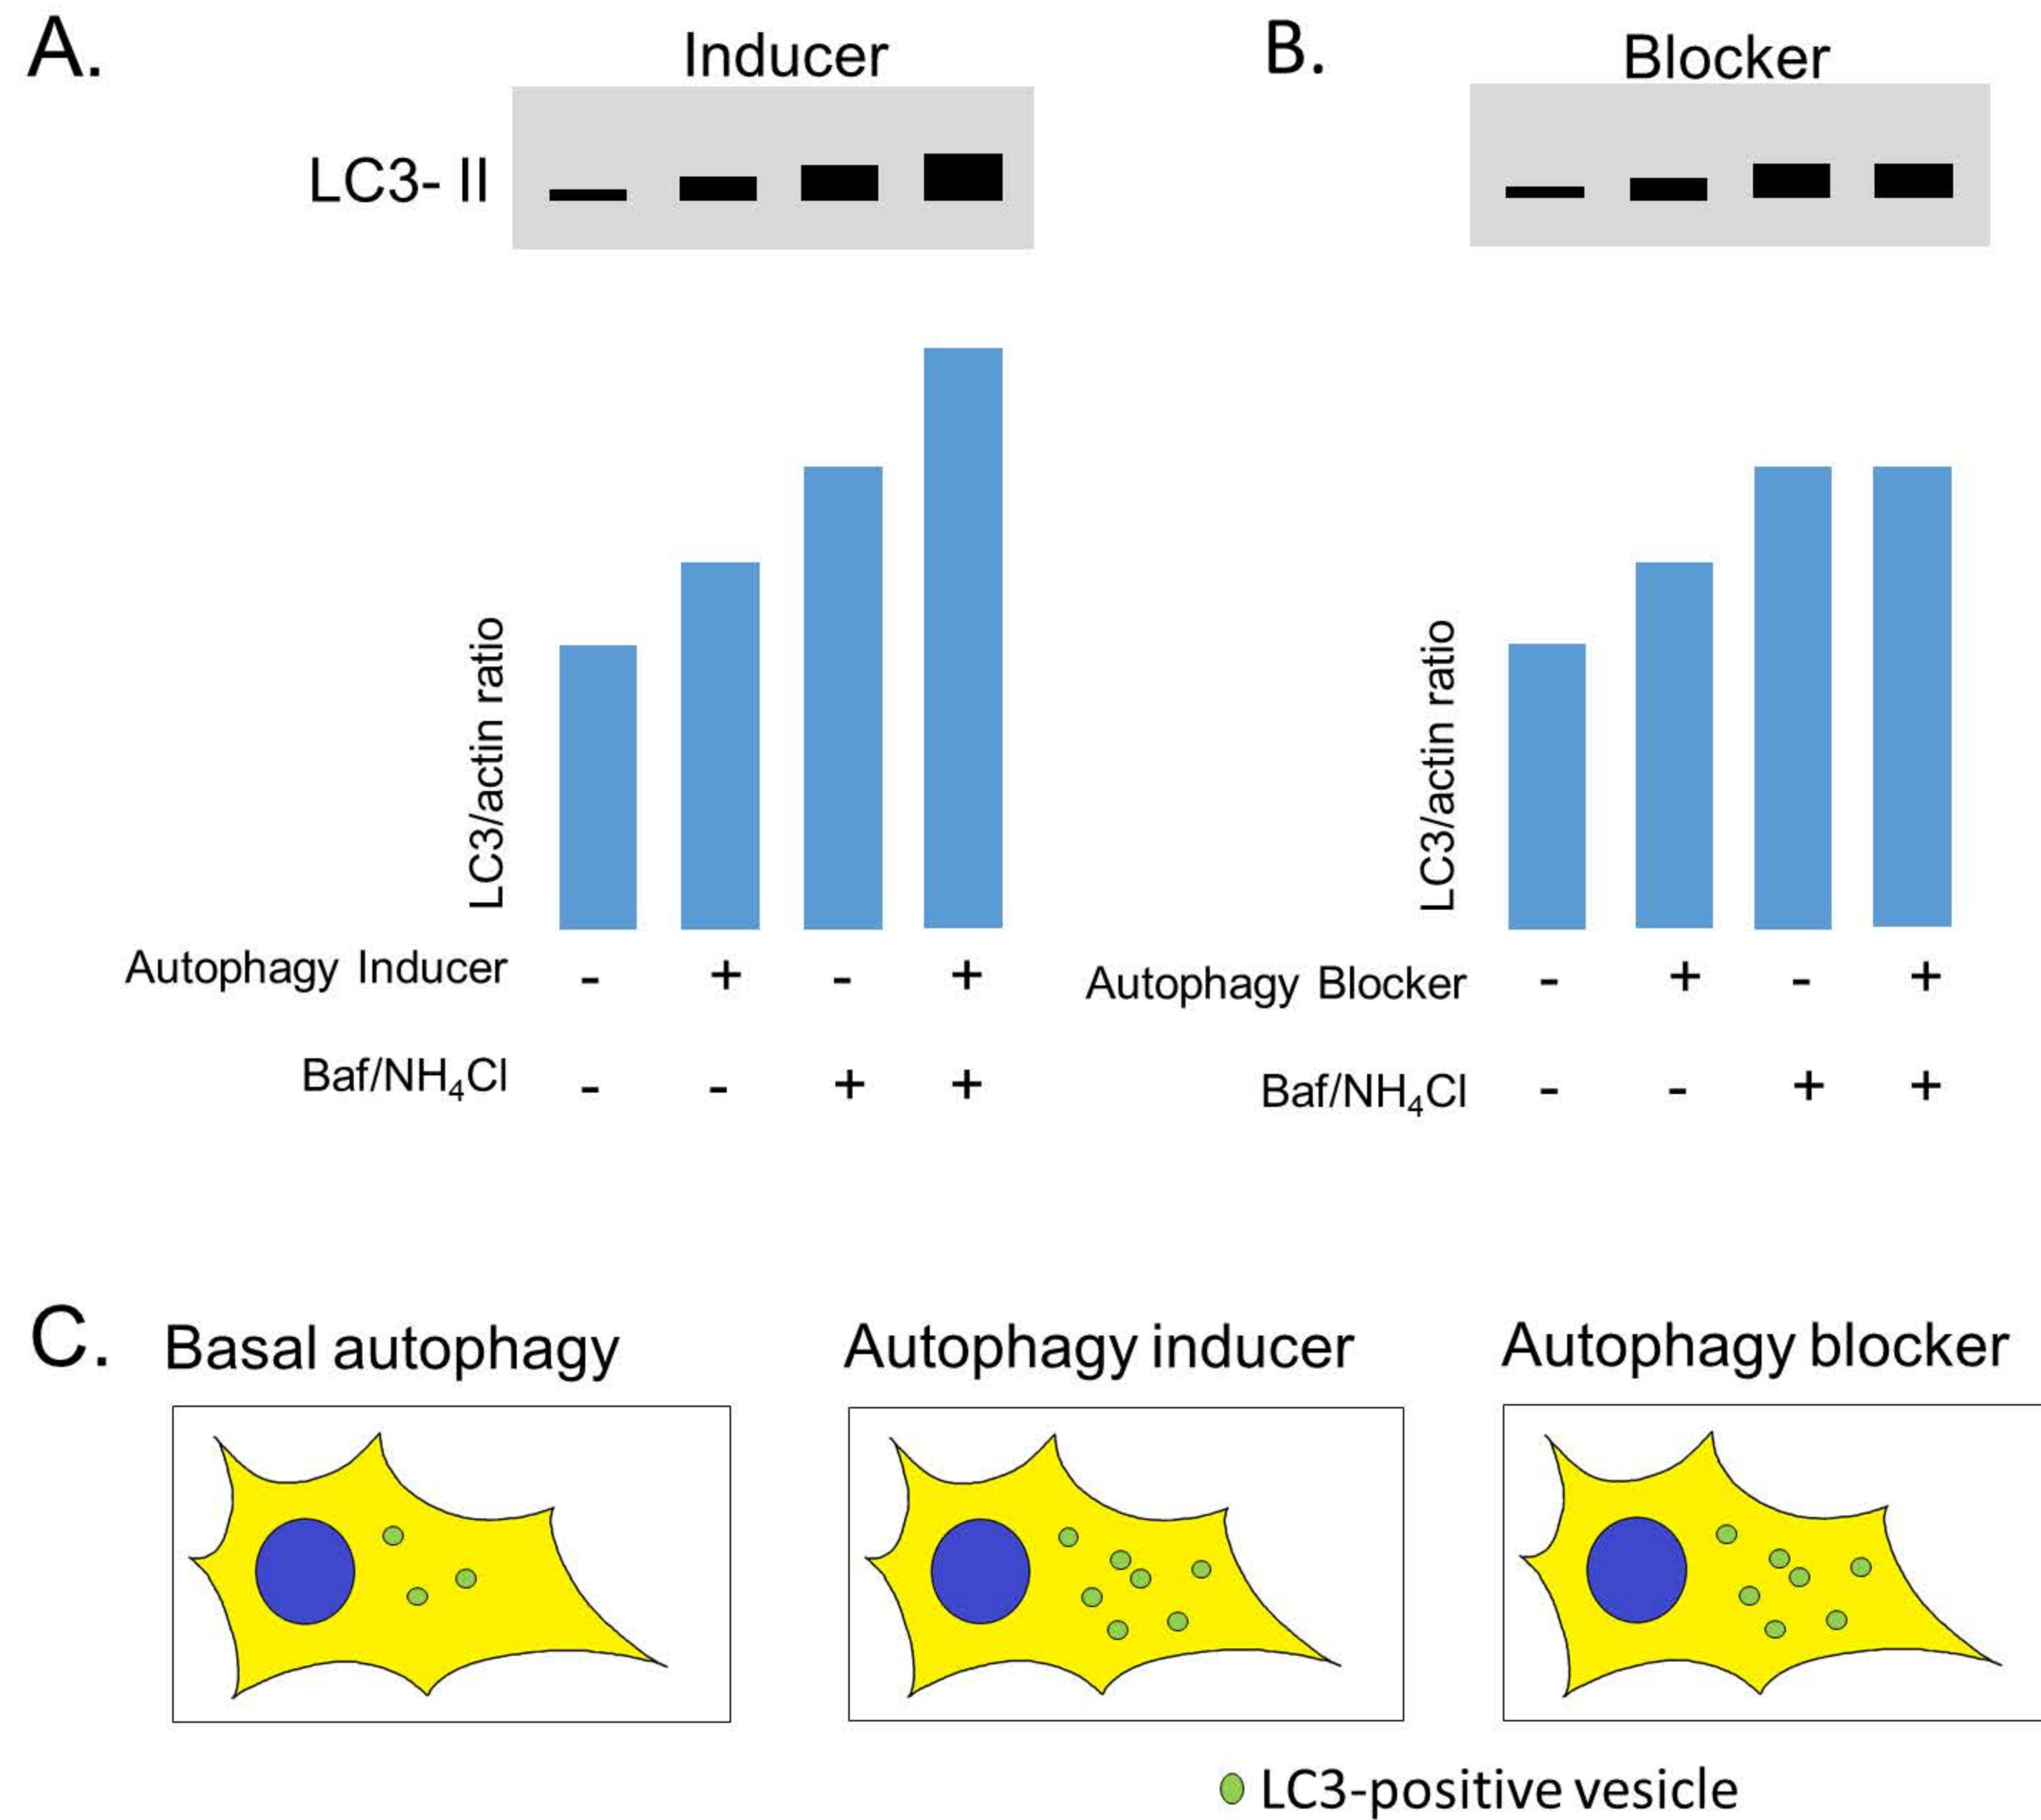 A.
Inducer
LC3- II
LC3/actin ratio
Autophagy Inducer - + - +
Baf/NH₄Cl - - + +
B.
Blocker
LC3/actin ratio
Autophagy Blocker - + - +
Baf/NH₄Cl - - + +
C.
Basal autophagy
Autophagy inducer
Autophagy blocker
LC3-positive vesicle